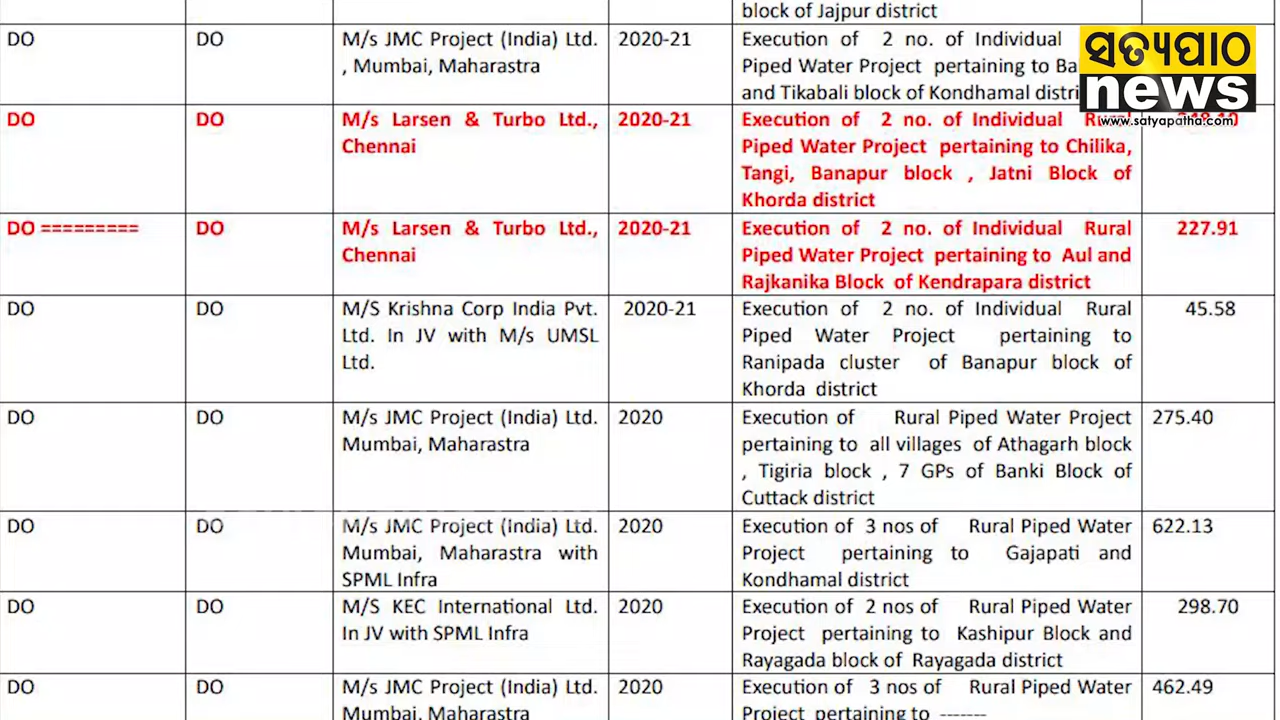 block of Jajpur district
DO DO M/s JMC Project (India) Ltd. 2020-21 Execution of 2 no. of Individual
, Mumbai, Maharastra Piped Water Project pertaining to
and Tikabali block of Kondhamal
ସତ୍ୟପାଠ
news
www.satyapatha.com
DO DO M/s Larsen & Turbo Ltd., 2020-21 Execution of 2 no. of Individual Rural
Chennai Piped Water Project pertaining to Chilika,
Tangi, Banapur block , Jatni Block of
Khorda district
DO ========= DO M/s Larsen & Turbo Ltd., 2020-21 Execution of 2 no. of Individual Rural 227.91
Chennai Piped Water Project pertaining to Aul and
Rajkanika Block of Kendrapara district
DO DO M/S Krishna Corp India Pvt. 2020-21 Execution of 2 no. of Individual Rural 45.58
Ltd. In JV with M/s UMSL Piped Water Project pertaining to
Ltd. Ranipada cluster of Banapur block of
Khorda district
DO DO M/s JMC Project (India) Ltd. 2020 Execution of Rural Piped Water Project 275.40
Mumbai, Maharastra pertaining to all villages of Athagarh block
, Tigiria block , 7 GPs of Banki Block of
Cuttack district
DO DO M/s JMC Project (India) Ltd. 2020 Execution of 3 nos of Rural Piped Water 622.13
Mumbai, Maharastra with Project pertaining to Gajapati and
SPML Infra Kondhamal district
DO DO M/S KEC International Ltd. 2020 Execution of 2 nos of Rural Piped Water 298.70
In JV with SPML Infra Project pertaining to Kashipur Block and
Rayagada block of Rayagada district
DO DO M/s JMC Project (India) Ltd. 2020 Execution of 3 nos of Rural Piped Water 462.49
Mumbai, Maharastra Project pertaining to -------